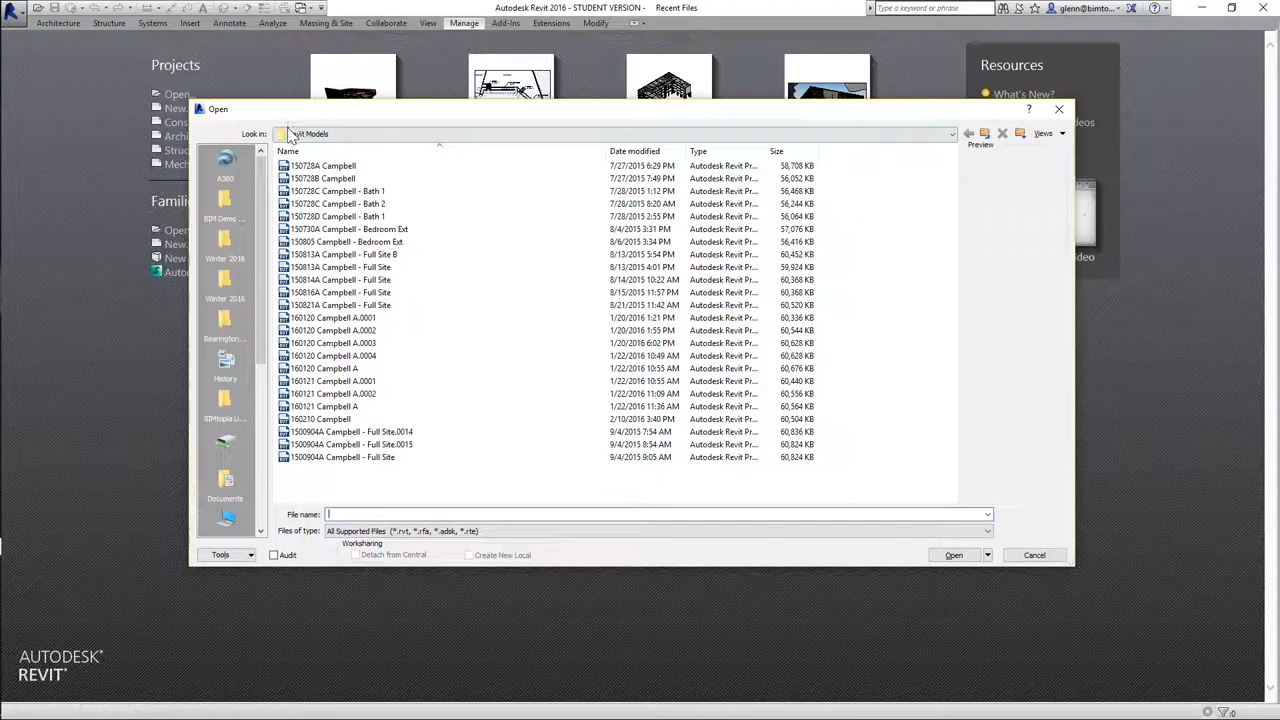 Autodesk Revit 2016 - STUDENT VERSION - Recent Files
Type a keyword or phrase
glenn@bimto...
Architecture Structure Systems Insert Annotate Analyze Massing & Site Collaborate View Manage Add-Ins Extensions Modify
Projects
Resources
Open...
New...
What's New?
Open
Look in:
Views
Preview
Name Date modified Type Size
150728A Campbell 7/27/2015 6:29 PM Autodesk Revit Pr... 58,708 KB
150728B Campbell 7/27/2015 7:49 PM Autodesk Revit Pr... 56,052 KB
150728C Campbell - Bath 1 7/28/2015 1:12 PM Autodesk Revit Pr... 56,468 KB
150728C Campbell - Bath 2 7/28/2015 8:20 AM Autodesk Revit Pr... 56,244 KB
150728D Campbell - Bath 1 7/28/2015 2:55 PM Autodesk Revit Pr... 56,064 KB
150730A Campbell - Bedroom Ext 8/4/2015 3:31 PM Autodesk Revit Pr... 57,076 KB
150805 Campbell - Bedroom Ext 8/6/2015 3:34 PM Autodesk Revit Pr... 56,416 KB
150813A Campbell - Full Site B 8/13/2015 5:54 PM Autodesk Revit Pr... 60,452 KB
150813A Campbell - Full Site 8/13/2015 4:01 PM Autodesk Revit Pr... 59,924 KB
150814A Campbell - Full Site 8/14/2015 10:22 AM Autodesk Revit Pr... 60,368 KB
150816A Campbell - Full Site 8/15/2015 11:57 PM Autodesk Revit Pr... 60,368 KB
150821A Campbell - Full Site 8/21/2015 11:42 AM Autodesk Revit Pr... 60,520 KB
160120 Campbell A.0001 1/20/2016 1:21 PM Autodesk Revit Pr... 60,336 KB
160120 Campbell A.0002 1/20/2016 1:55 PM Autodesk Revit Pr... 60,544 KB
160120 Campbell A.0003 1/20/2016 6:02 PM Autodesk Revit Pr... 60,628 KB
160120 Campbell A.0004 1/22/2016 10:49 AM Autodesk Revit Pr... 60,628 KB
160120 Campbell A 1/22/2016 10:55 AM Autodesk Revit Pr... 60,676 KB
160121 Campbell A.0001 1/22/2016 10:55 AM Autodesk Revit Pr... 60,440 KB
160121 Campbell A.0002 1/22/2016 11:09 AM Autodesk Revit Pr... 60,556 KB
160121 Campbell A 1/22/2016 11:36 AM Autodesk Revit Pr... 60,564 KB
160210 Campbell 2/10/2016 3:40 PM Autodesk Revit Pr... 60,504 KB
1500904A Campbell - Full Site.0014 9/4/2015 7:54 AM Autodesk Revit Pr... 60,836 KB
1500904A Campbell - Full Site.0015 9/4/2015 8:54 AM Autodesk Revit Pr... 60,824 KB
1500904A Campbell - Full Site 9/4/2015 9:05 AM Autodesk Revit Pr... 60,824 KB
A360
BIM Demo ...
Winter 2016
Winter 2016
Bearington...
History
BIMtopia Li...
Documents
File name:
Files of type: All Supported Files (*.rvt, *.rfa, *.adsk, *.rte)
Worksharing
Tools Audit Detach from Central Create New Local Open Cancel
Open...
New...
AUTODESK®
REVIT®
:0